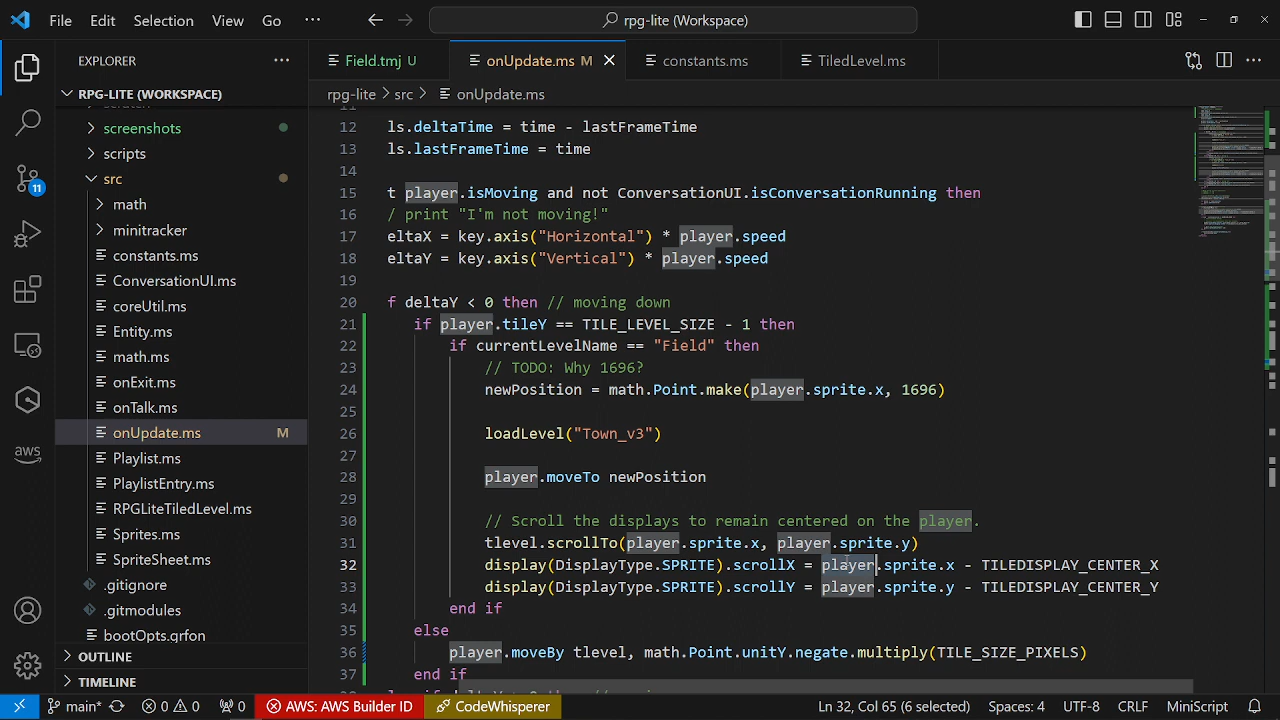 File Edit Selection View Go ··· rpg-lite (Workspace)
EXPLORER ···
RPG-LITE (WORKSPACE)
screenshots
scripts
src
math
minitracker
constants.ms
ConversationUI.ms
coreUtil.ms
Entity.ms
math.ms
onExit.ms
onTalk.ms
onUpdate.ms M
Playlist.ms
PlaylistEntry.ms
RPGLiteTiledLevel.ms
Sprites.ms
SpriteSheet.ms
.gitignore
.gitmodules
bootOpts.grfon
OUTLINE
TIMELINE
11
aws
Field.tmj U onUpdate.ms M constants.ms TiledLevel.ms
rpg-lite > src > onUpdate.ms
12 ls.deltaTime = time - lastFrameTime
13 ls.lastFrameTime = time
14
15 t player.isMoving and not ConversationUI.isConversationRunning then
16 / print "I'm not moving!"
17 eltaX = key.axis("Horizontal") * player.speed
18 eltaY = key.axis("Vertical") * player.speed
19
20 f deltaY < 0 then // moving down
21 if player.tileY == TILE_LEVEL_SIZE - 1 then
22 if currentLevelName == "Field" then
23 // TODO: Why 1696?
24 newPosition = math.Point.make(player.sprite.x, 1696)
25
26 loadLevel("Town_v3")
27
28 player.moveTo newPosition
29
30 // Scroll the displays to remain centered on the player.
31 tlevel.scrollTo(player.sprite.x, player.sprite.y)
32 display(DisplayType.SPRITE).scrollX = player.sprite.x - TILEDISPLAY_CENTER_X
33 display(DisplayType.SPRITE).scrollY = player.sprite.y - TILEDISPLAY_CENTER_Y
34 end if
35 else
36 player.moveBy tlevel, math.Point.unitY.negate.multiply(TILE_SIZE_PIXELS)
37 end if
main* 0 0 0 AWS: AWS Builder ID CodeWhisperer Ln 32, Col 65 (6 selected) Spaces: 4 UTF-8 CRLF MiniScript